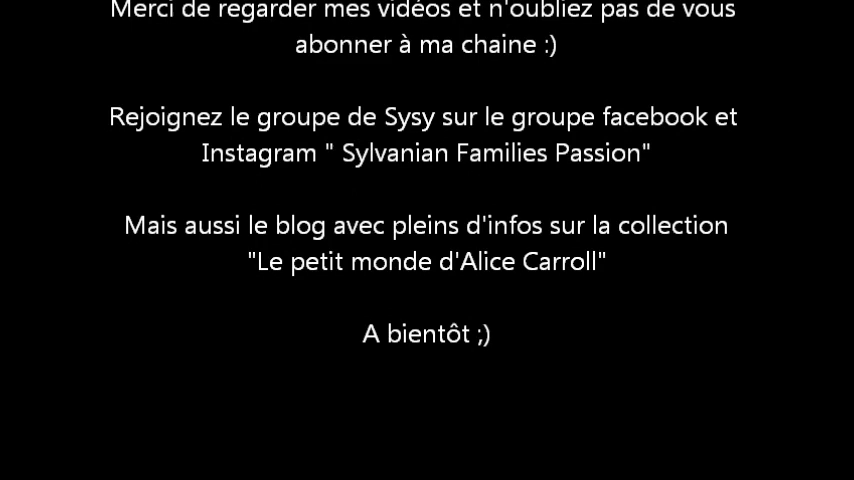 Merci de regarder mes vidéos et n'oubliez pas de vous
abonner à ma chaine :)
Rejoignez le groupe de Sysy sur le groupe facebook et
Instagram " Sylvanian Families Passion"
Mais aussi le blog avec pleins d'infos sur la collection
"Le petit monde d'Alice Carroll"
A bientôt ;)